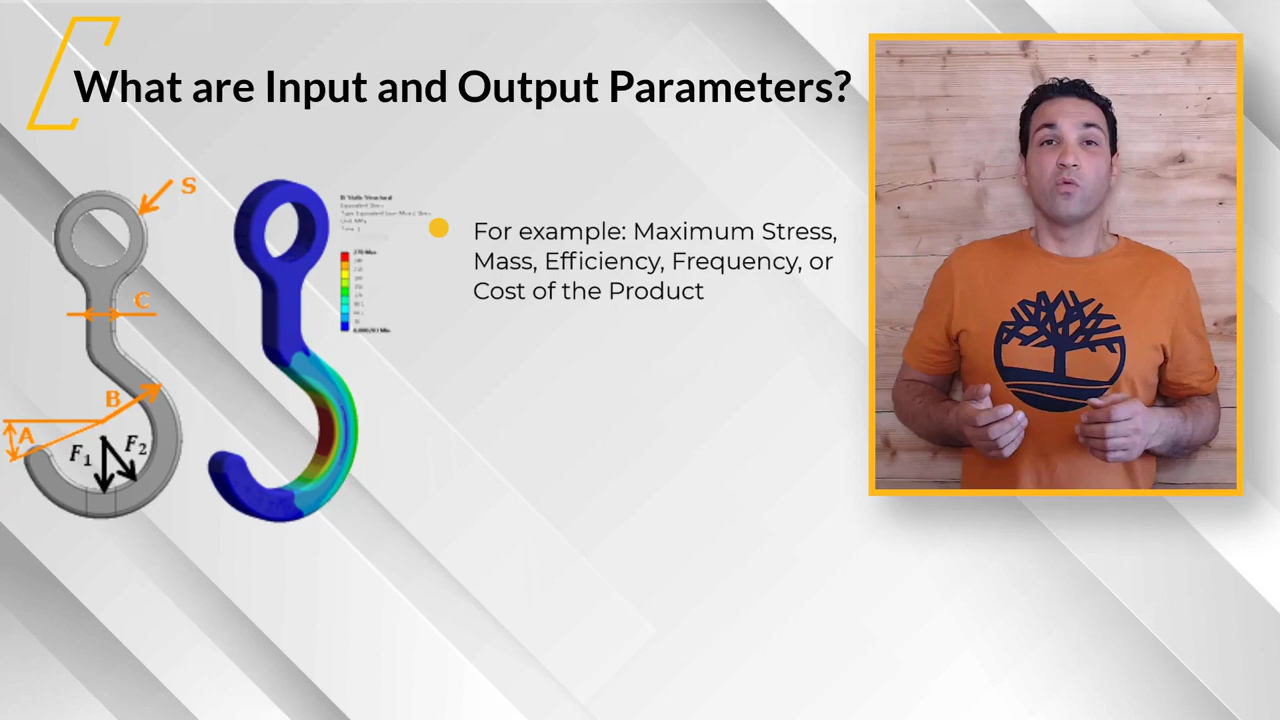 What are Input and Output Parameters?
S
C
B
A
F1
F2
For example: Maximum Stress,
Mass, Efficiency, Frequency, or
Cost of the Product